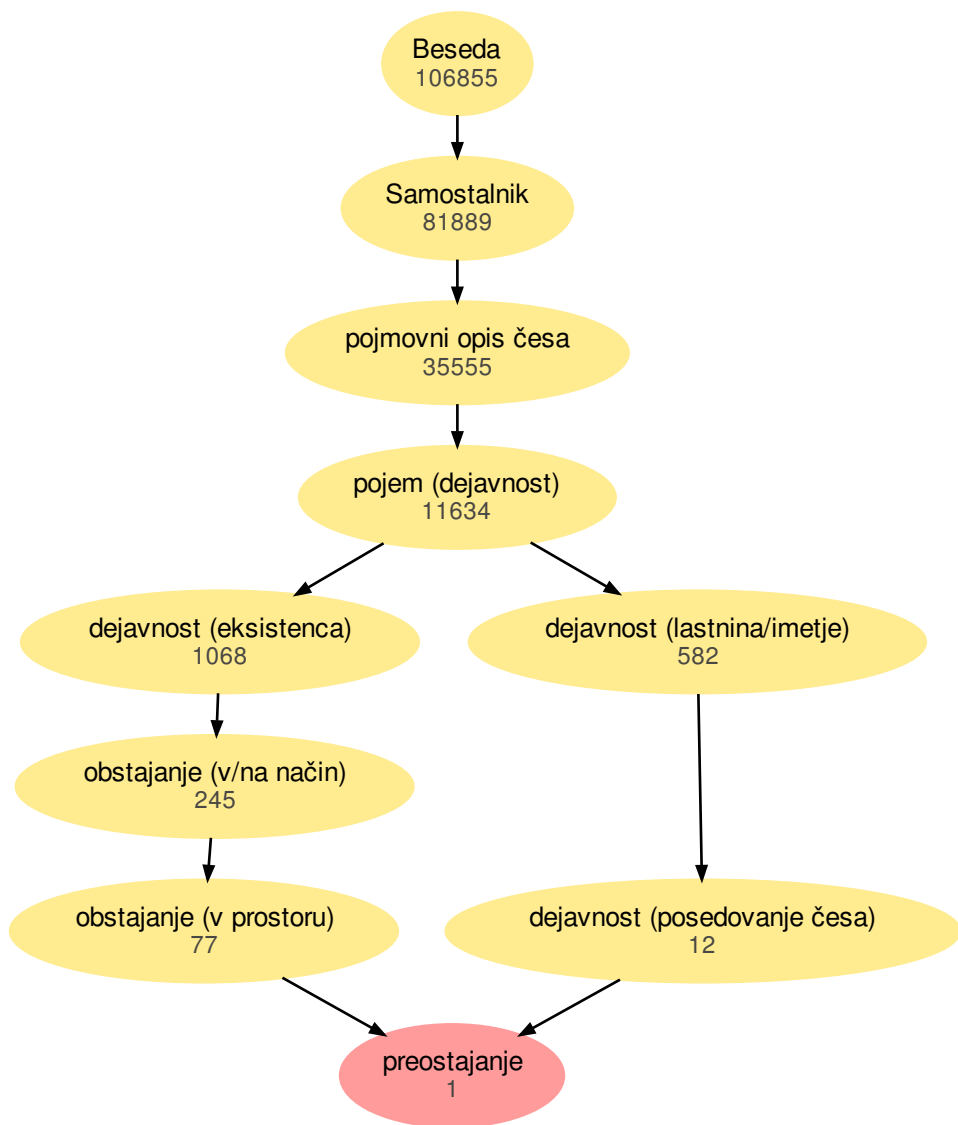 Beseda
106855
Samostalnik
81889
pojmovni opis česa
35555
pojem (dejavnost)
11634
dejavnost (eksistenca)
1068
dejavnost (lastnina/imetje)
582
obstajanje (v/na način)
245
obstajanje (v prostoru)
77
dejavnost (posedovanje česa)
12
preostajanje
1